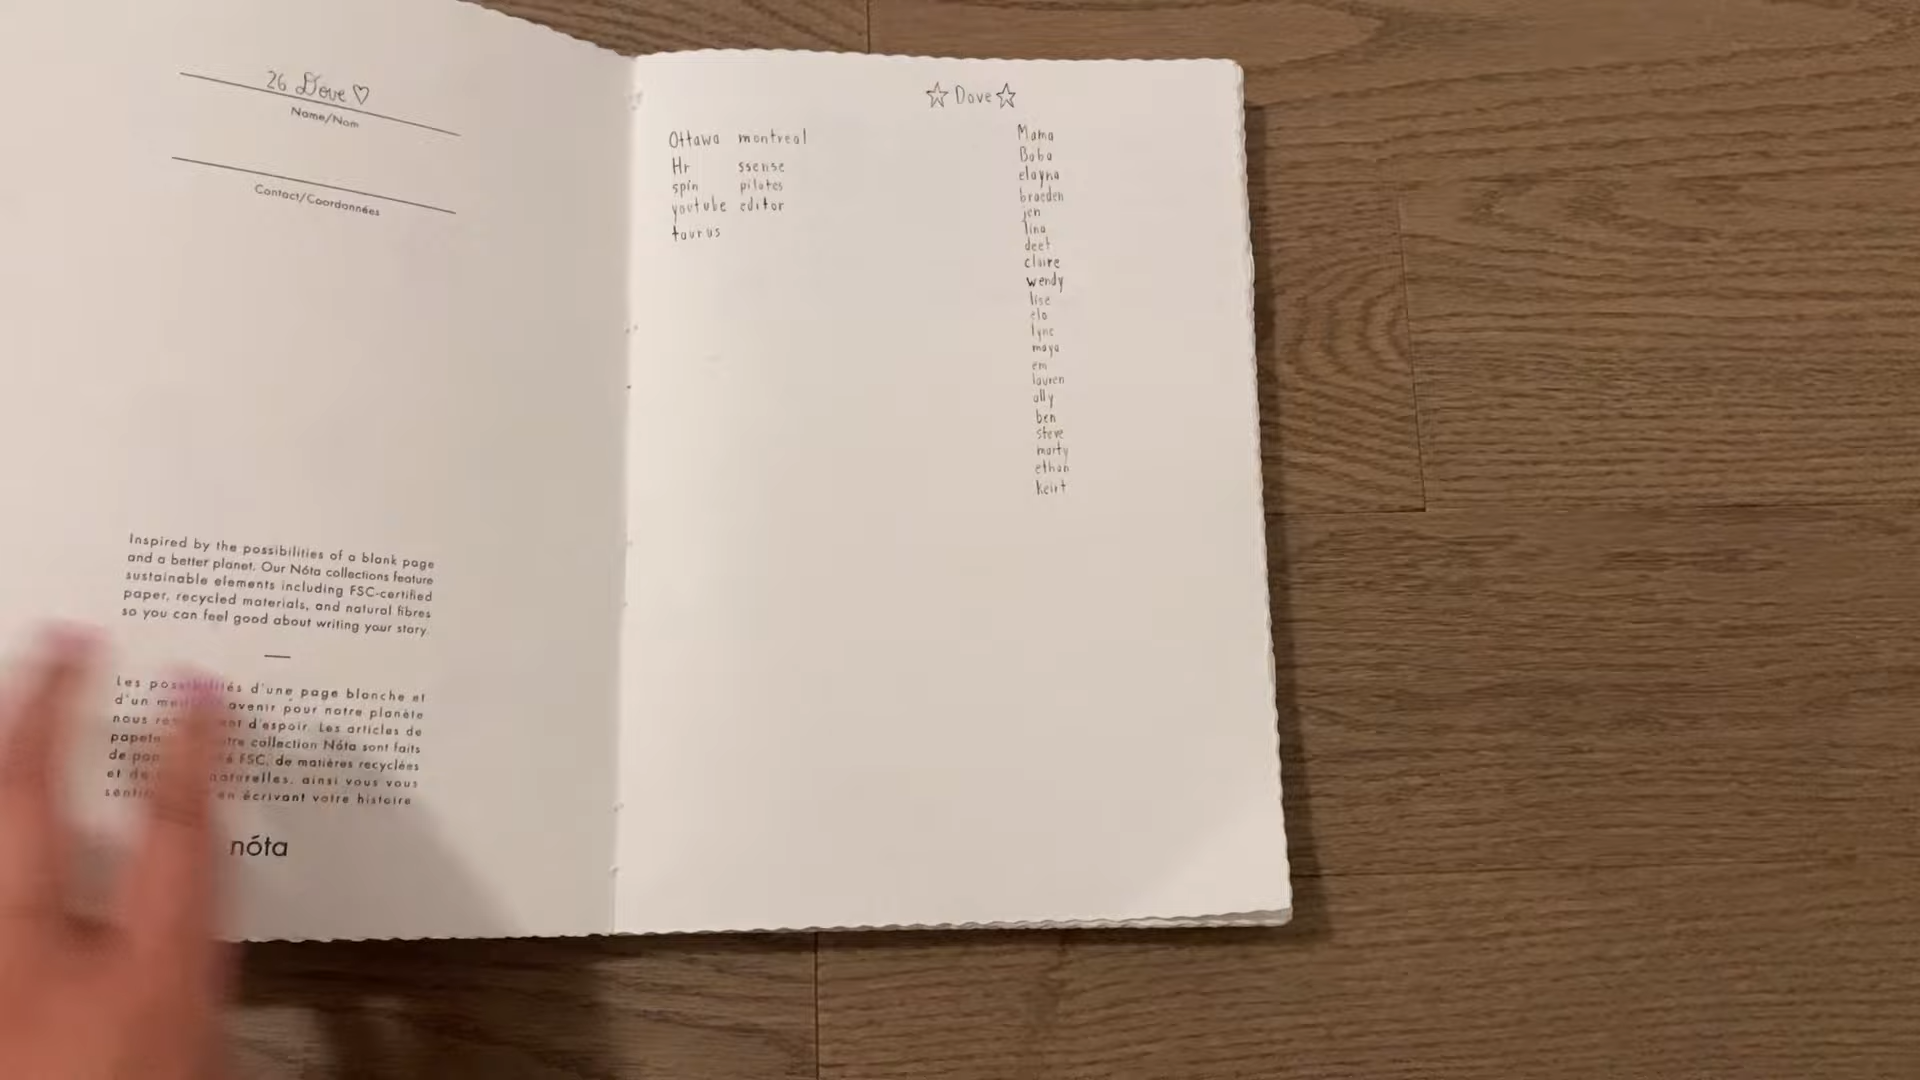 26 Dove ♡
Name/Nom
Contact/Coordonnées
Inspired by the possibilities of a blank page
and a better planet. Our Nóta collections feature
sustainable elements including FSC-certified
paper, recycled materials, and natural fibres
so you can feel good about writing your story.
Les possibilités d'une page blanche et
d'un avenir pour notre planète
nous d'espoir. Les articles de
collection Nóta sont faits
de FSC, de matières recyclées
et de naturelles, ainsi vous vous
en écrivant votre histoire
nóta
☆ Dove ☆
Ottawa montreal
Hr ssense
spin pilates
youtube editor
taurus
Mama
Baba
elayna
braeden
jen
lina
deet
claire
wendy
lise
elo
lyne
maya
em
lauren
ally
ben
steve
marty
ethan